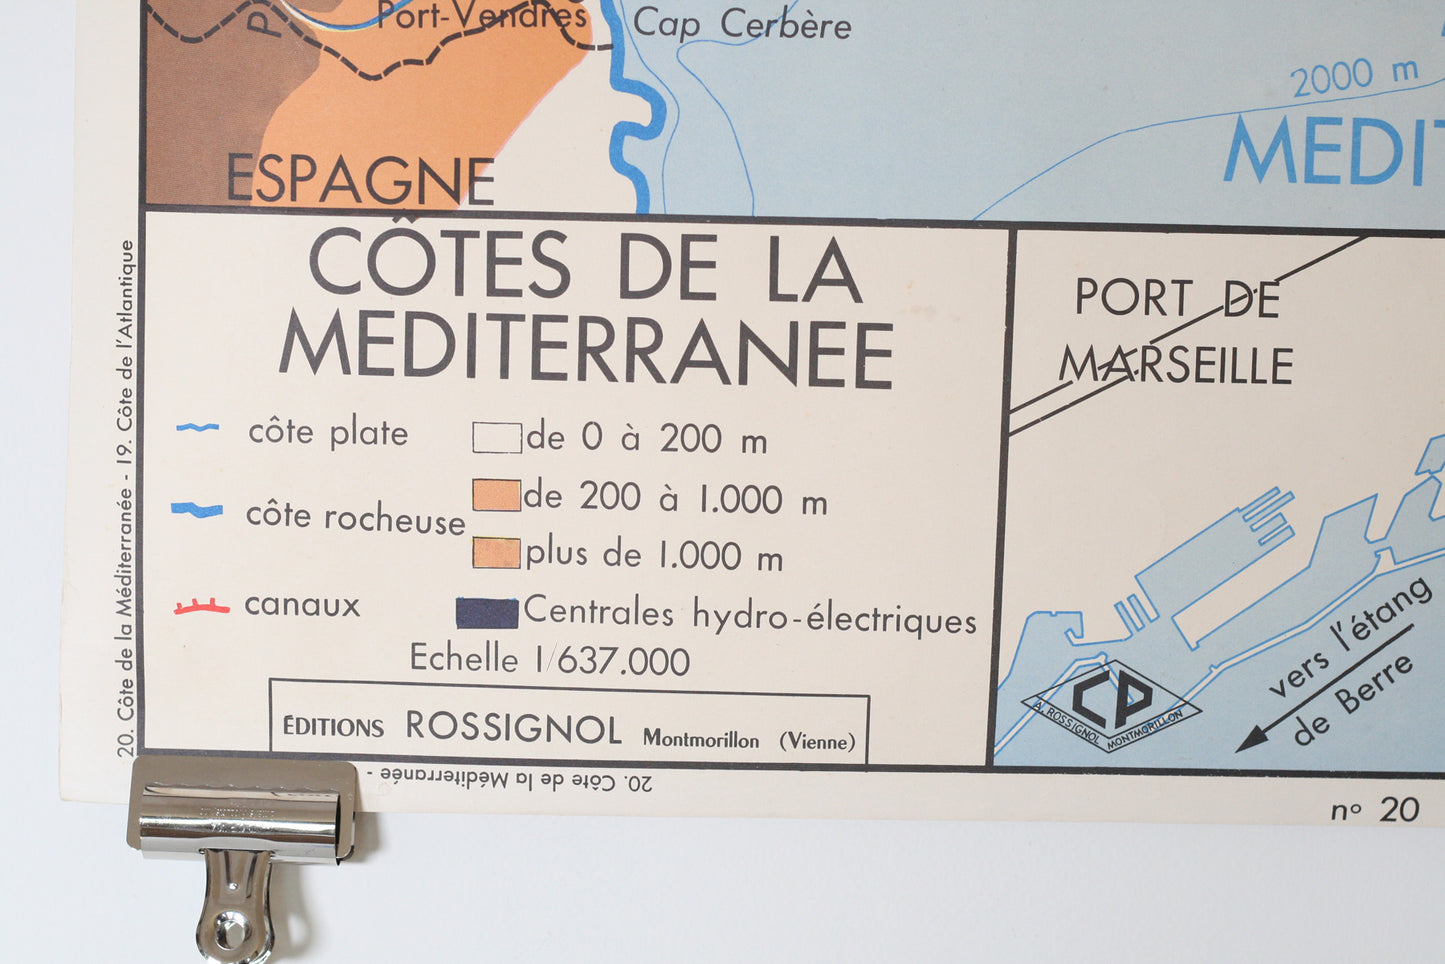 Port-Vendres
Cap Cerbère
2000 m
MEDIT
ESPAGNE
CÔTES DE LA
MEDITERRANEE
côte plate
côte rocheuse
canaux
de 0 à 200 m
de 200 à 1.000 m
plus de 1.000 m
Centrales hydro-électriques
Echelle 1/637.000
ÉDITIONS ROSSIGNOL Montmorillon (Vienne)
PORT DE
MARSEILLE
vers l'étang
de Berre
CP
A. ROSSIGNOL MONTMORILLON
20. Côte de la Méditerranée - 19. Côte de l'Atlantique
20. Côte de la Méditerranée -
nº 20